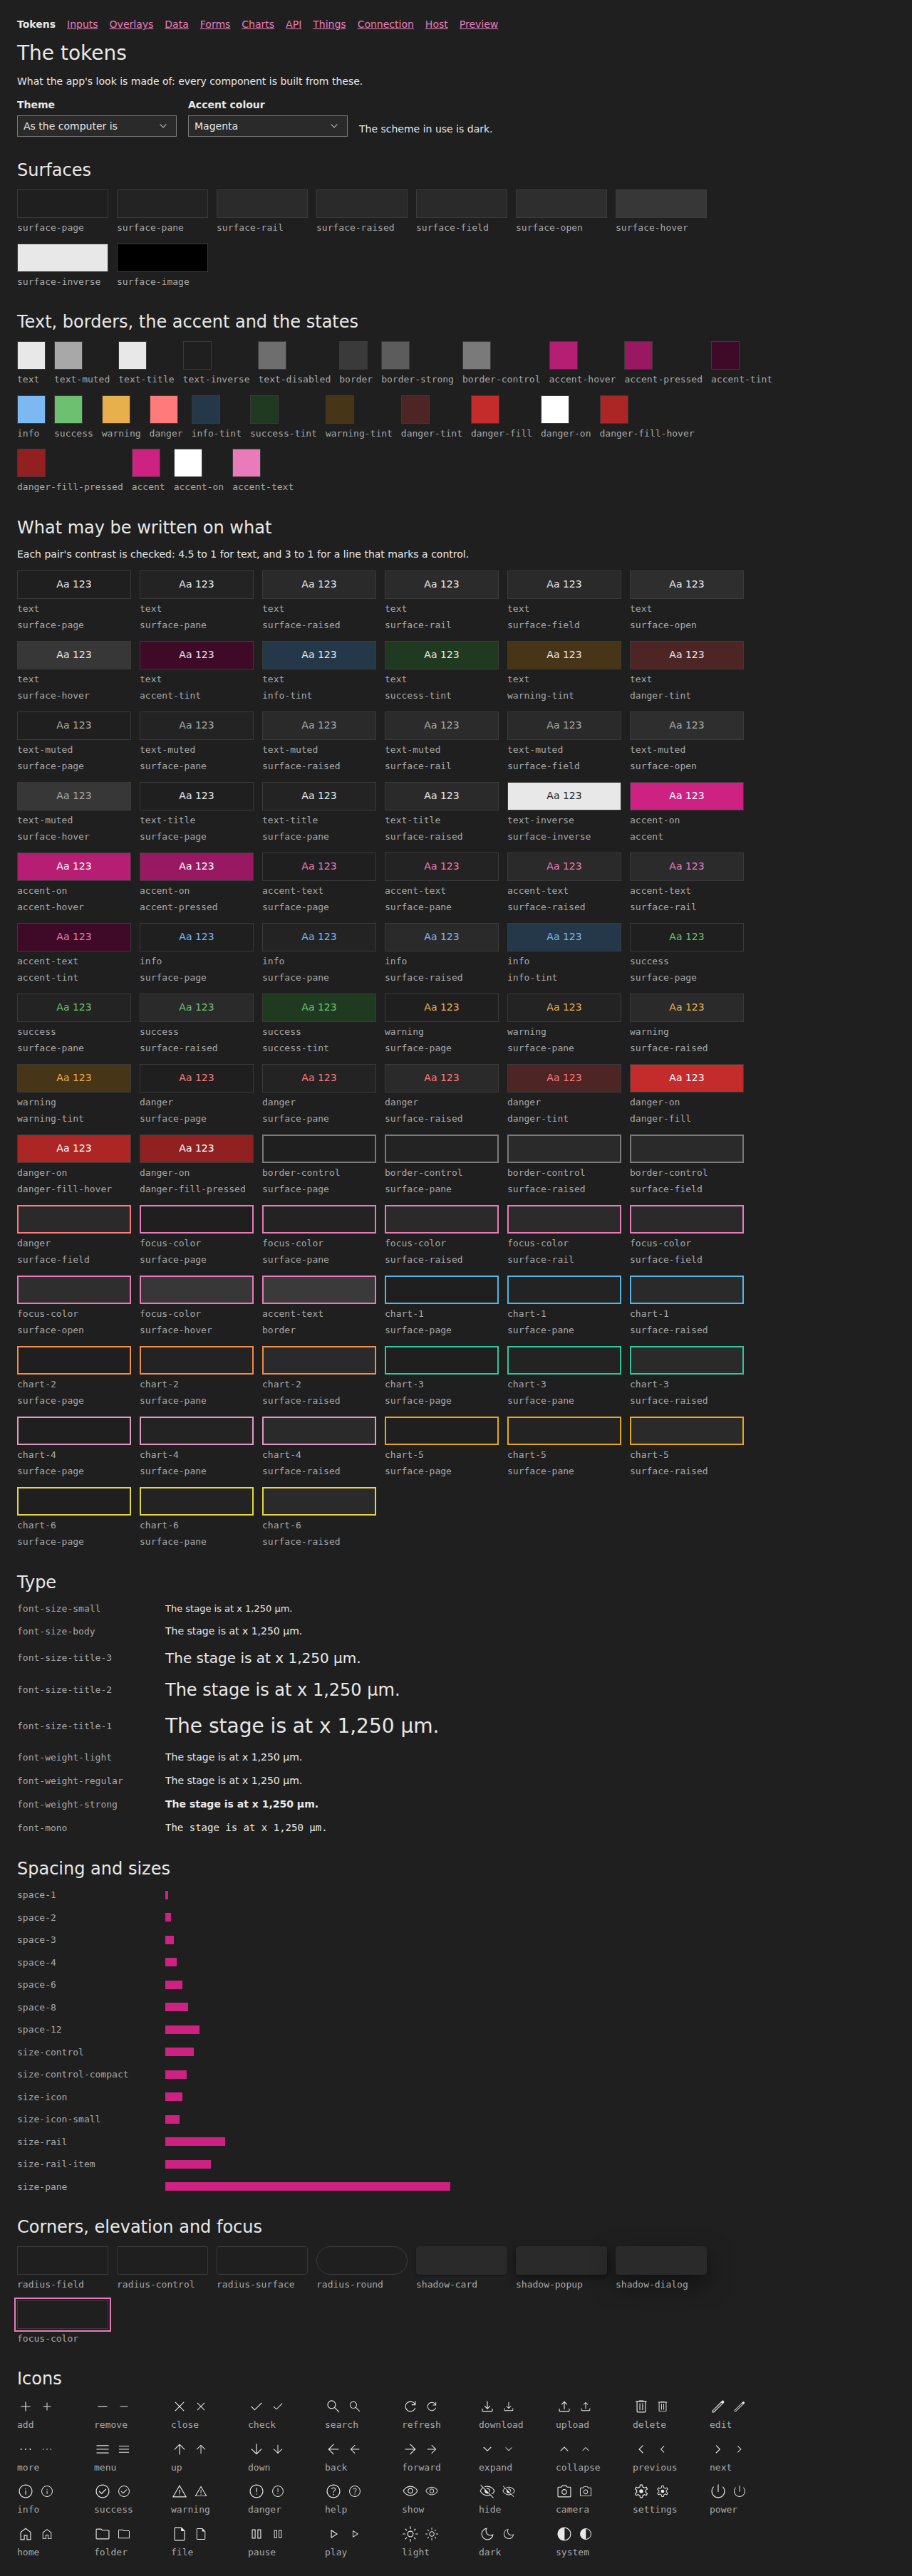 Tokens Inputs Overlays Data Forms Charts API Things Connection Host Preview
The tokens
What the app's look is made of: every component is built from these.
Theme Accent colour
As the computer is Magenta The scheme in use is dark.
Surfaces
surface-page surface-pane surface-rail surface-raised surface-field surface-open surface-hover
surface-inverse surface-image
Text, borders, the accent and the states
text text-muted text-title text-inverse text-disabled border border-strong border-control accent-hover accent-pressed accent-tint
info success warning danger info-tint success-tint warning-tint danger-tint danger-fill danger-on danger-fill-hover
danger-fill-pressed accent accent-on accent-text
What may be written on what
Each pair's contrast is checked: 4.5 to 1 for text, and 3 to 1 for a line that marks a control.
Aa 123 Aa 123 Aa 123 Aa 123 Aa 123 Aa 123
text text text text text text
surface-page surface-pane surface-raised surface-rail surface-field surface-open
Aa 123 Aa 123 Aa 123 Aa 123 Aa 123 Aa 123
text text text text text text
surface-hover accent-tint info-tint success-tint warning-tint danger-tint
Aa 123 Aa 123 Aa 123 Aa 123 Aa 123 Aa 123
text-muted text-muted text-muted text-muted text-muted text-muted
surface-page surface-pane surface-raised surface-rail surface-field surface-open
Aa 123 Aa 123 Aa 123 Aa 123 Aa 123 Aa 123
text-muted text-title text-title text-title text-inverse accent-on
surface-hover surface-page surface-pane surface-raised surface-inverse accent
Aa 123 Aa 123 Aa 123 Aa 123 Aa 123 Aa 123
accent-on accent-on accent-text accent-text accent-text accent-text
accent-hover accent-pressed surface-page surface-pane surface-raised surface-rail
Aa 123 Aa 123 Aa 123 Aa 123 Aa 123 Aa 123
accent-text info info info info success
accent-tint surface-page surface-pane surface-raised info-tint surface-page
Aa 123 Aa 123 Aa 123 Aa 123 Aa 123 Aa 123
success success success warning warning warning
surface-pane surface-raised success-tint surface-page surface-pane surface-raised
Aa 123 Aa 123 Aa 123 Aa 123 Aa 123 Aa 123
warning danger danger danger danger danger-on
warning-tint surface-page surface-pane surface-raised danger-tint danger-fill
Aa 123 Aa 123
danger-on danger-on border-control border-control border-control border-control
danger-fill-hover danger-fill-pressed surface-page surface-pane surface-raised surface-field
danger focus-color focus-color focus-color focus-color focus-color
surface-field surface-page surface-pane surface-raised surface-rail surface-field
focus-color focus-color accent-text chart-1 chart-1 chart-1
surface-open surface-hover border surface-page surface-pane surface-raised
chart-2 chart-2 chart-2 chart-3 chart-3 chart-3
surface-page surface-pane surface-raised surface-page surface-pane surface-raised
chart-4 chart-4 chart-4 chart-5 chart-5 chart-5
surface-page surface-pane surface-raised surface-page surface-pane surface-raised
chart-6 chart-6 chart-6
surface-page surface-pane surface-raised
Type
font-size-small The stage is at x 1,250 µm.
font-size-body The stage is at x 1,250 µm.
font-size-title-3 The stage is at x 1,250 µm.
font-size-title-2 The stage is at x 1,250 µm.
font-size-title-1 The stage is at x 1,250 µm.
font-weight-light The stage is at x 1,250 µm.
font-weight-regular The stage is at x 1,250 µm.
font-weight-strong The stage is at x 1,250 µm.
font-mono The stage is at x 1,250 µm.
Spacing and sizes
space-1
space-2
space-3
space-4
space-6
space-8
space-12
size-control
size-control-compact
size-icon
size-icon-small
size-rail
size-rail-item
size-pane
Corners, elevation and focus
radius-field radius-control radius-surface radius-round shadow-card shadow-popup shadow-dialog
focus-color
Icons
add remove close check search refresh download upload delete edit
more menu up down back forward expand collapse previous next
info success warning danger help show hide camera settings power
home folder file pause play light dark system